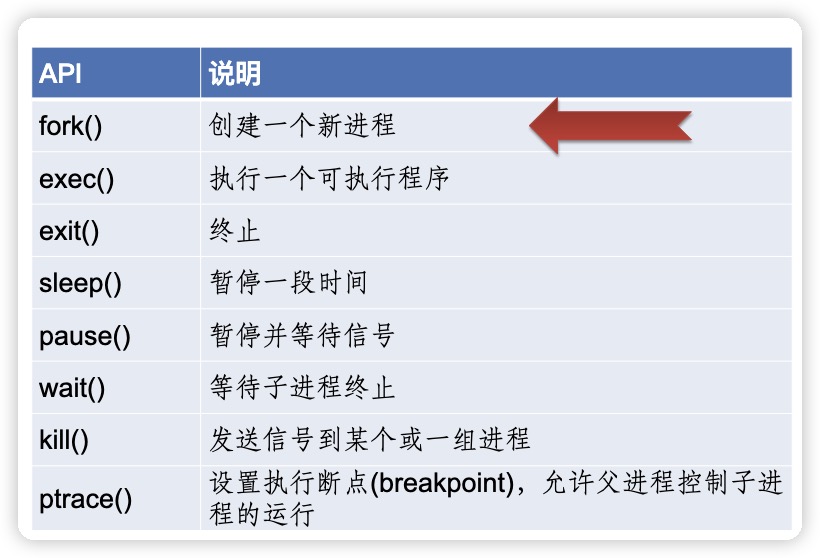 API 说明
fork() 创建一个新进程
exec() 执行一个可执行程序
exit() 终止
sleep() 暂停一段时间
pause() 暂停并等待信号
wait() 等待子进程终止
kill() 发送信号到某个或一组进程
ptrace() 设置执行断点(breakpoint)，允许父进程控制子进
程的运行